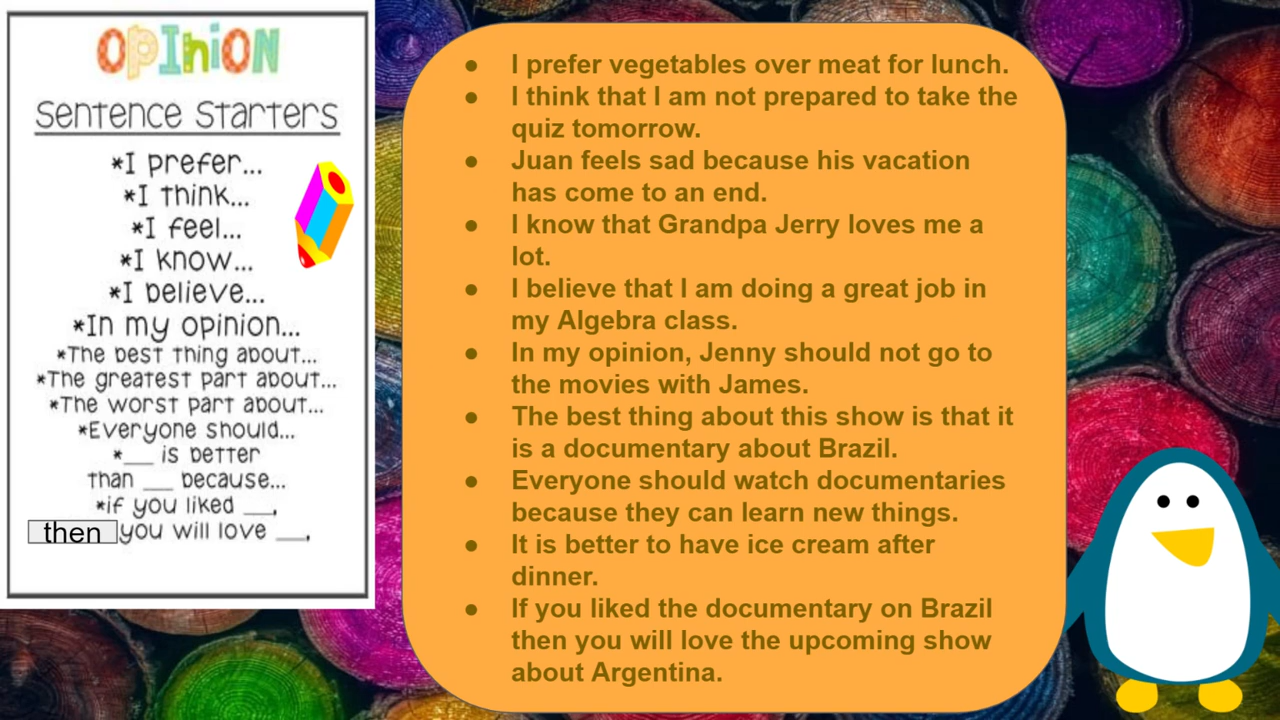 OPINION
Sentence Starters
*I prefer...
*I think...
*I feel...
*I know...
*I believe...
*In my opinion...
*The best thing about...
*The greatest part about...
*The worst part about...
*Everyone should...
*___ is better
than ___ because...
*if you liked ___,
then you will love ___,
● I prefer vegetables over meat for lunch.
● I think that I am not prepared to take the
quiz tomorrow.
● Juan feels sad because his vacation
has come to an end.
● I know that Grandpa Jerry loves me a
lot.
● I believe that I am doing a great job in
my Algebra class.
● In my opinion, Jenny should not go to
the movies with James.
● The best thing about this show is that it
is a documentary about Brazil.
● Everyone should watch documentaries
because they can learn new things.
● It is better to have ice cream after
dinner.
● If you liked the documentary on Brazil
then you will love the upcoming show
about Argentina.